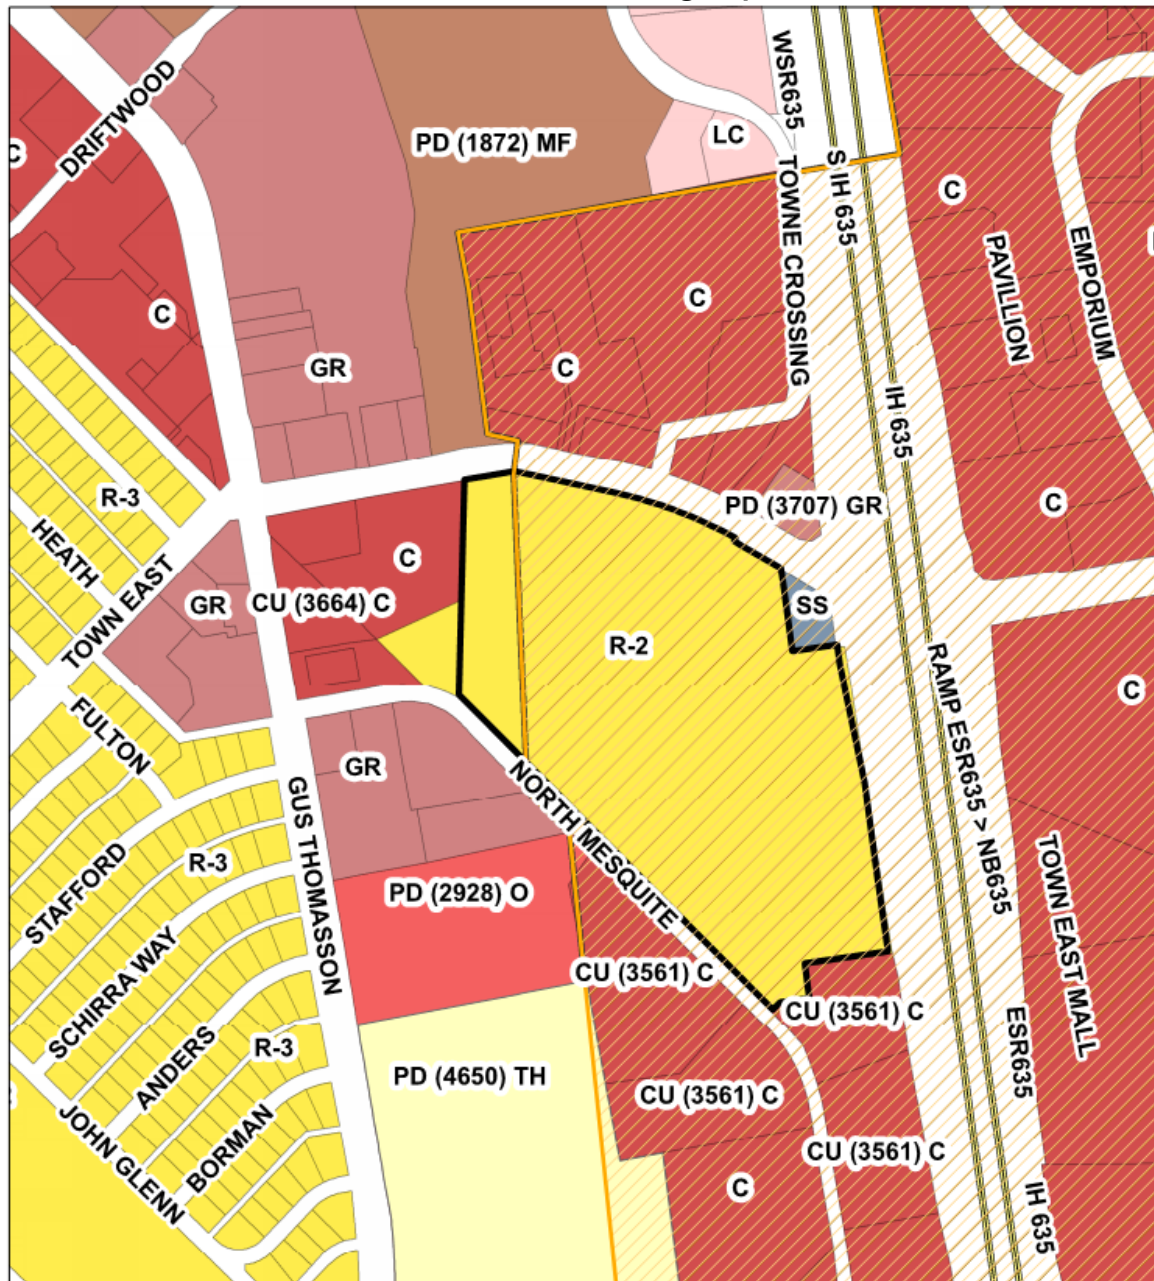 WSR635
DRIFTWOOD
PD (1872) MF
LC
C
S IH 635
TOWNE CROSSING
C
PAVILLION
EMPORIUM
C
C
C
GR
IH 635
R-3
HEATH
PD (3707) GR
C
C
TOWN EAST
GR
CU (3664) C
SS
R-2
RAMP ESR635 > NB635
C
FULTON
GR
NORTH MESQUITE
GUS THOMASSON
TOWN EAST MALL
STAFFORD
R-3
PD (2928) O
SCHIRRA WAY
CU (3561) C
CU (3561) C
ESR635
ANDERS
R-3
PD (4650) TH
CU (3561) C
JOHN GLENN
BORMAN
CU (3561) C
C
IH 635